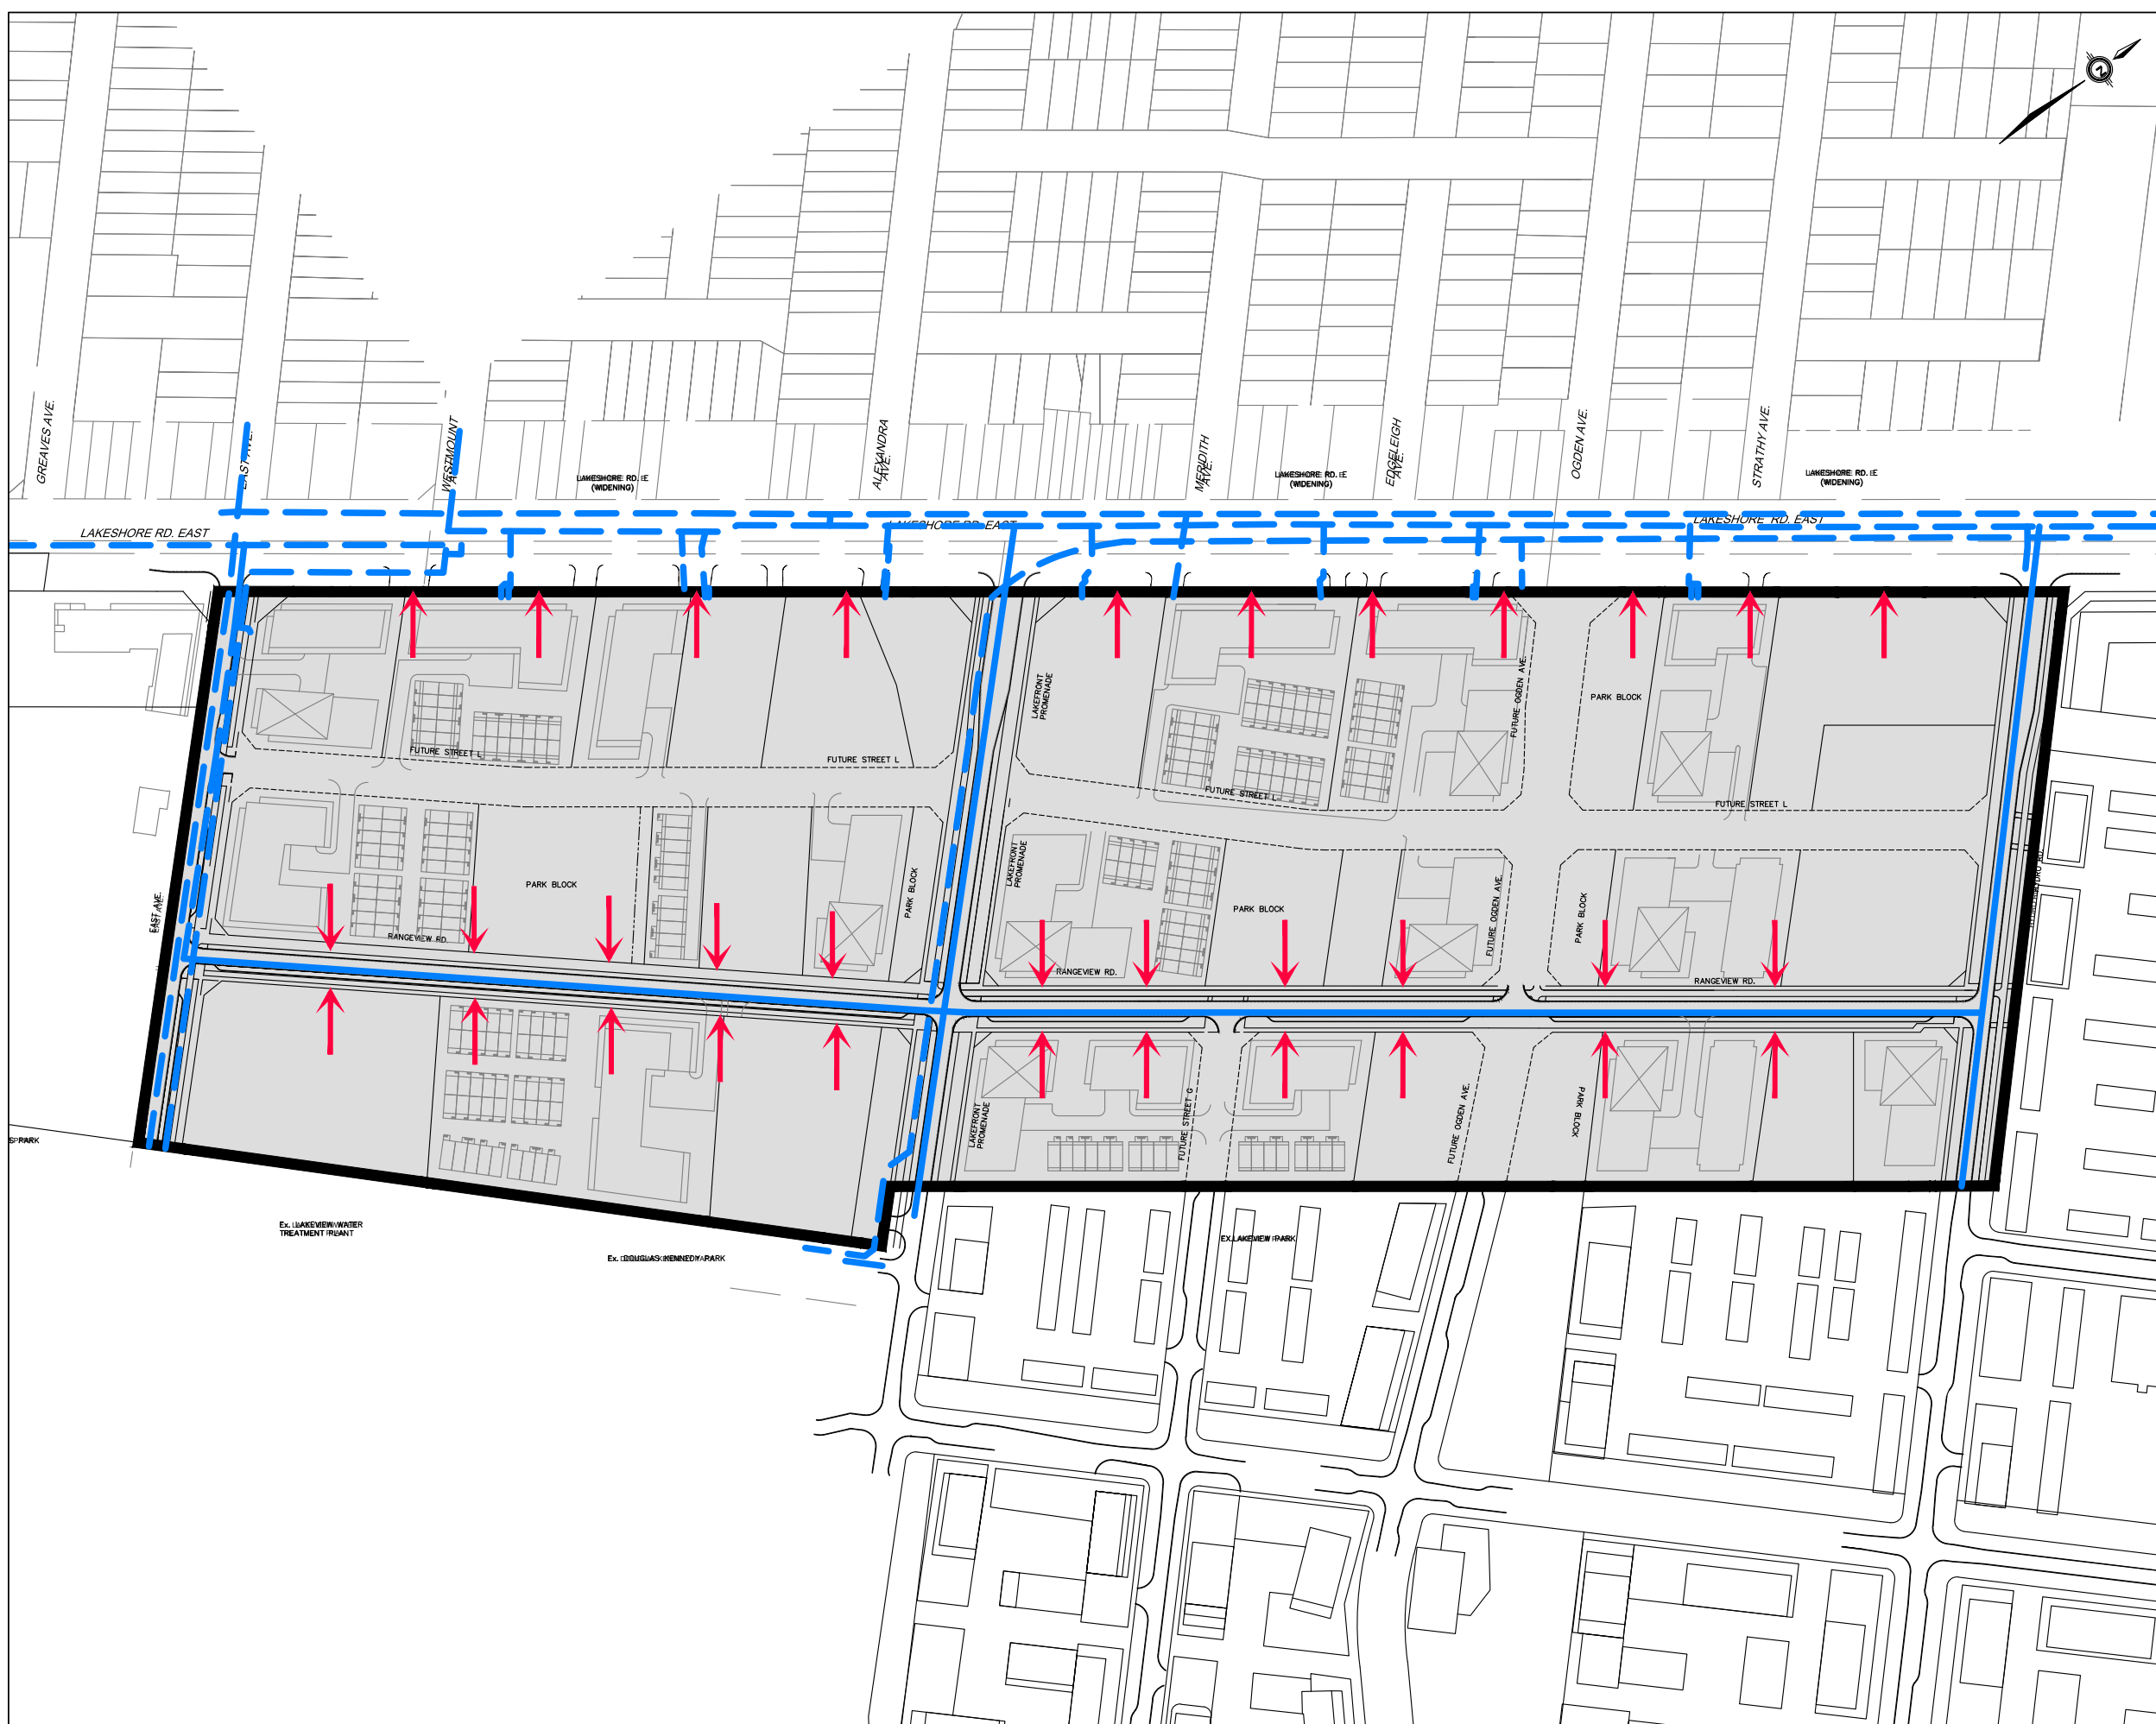 N
GREAVES AVE.
EAST AVE.
WESTMOUNT
ALEXANDRA
AVE.
MERIDITH
AVE.
EDGELEIGH
AVE.
OGDEN AVE.
STRATHY AVE.
LAKESHORE RD. E
(WIDENING)
LAKESHORE RD. E
(WIDENING)
LAKESHORE RD. E
(WIDENING)
LAKESHORE RD. EAST
LAKESHORE RD. EAST
LAKESHORE RD. EAST
LAKEFRONT
PROMENADE
FUTURE OGDEN AVE.
PARK BLOCK
FUTURE STREET L
FUTURE STREET L
FUTURE STREET L
FUTURE STREET L
EAST AVE.
PARK BLOCK
PARK BLOCK
LAKEFRONT
PROMENADE
PARK BLOCK
FUTURE OGDEN AVE.
PARK BLOCK
RANGEVIEW RD.
RANGEVIEW RD.
RANGEVIEW RD.
LAKEFRONT
PROMENADE
FUTURE STREET G
FUTURE OGDEN AVE.
PARK BLOCK
PARK
Ex. LAKEVIEW WATER
TREATMENT PLANT
Ex. DOUGLAS KENNEDY PARK
EX.LAKEVIEW PARK